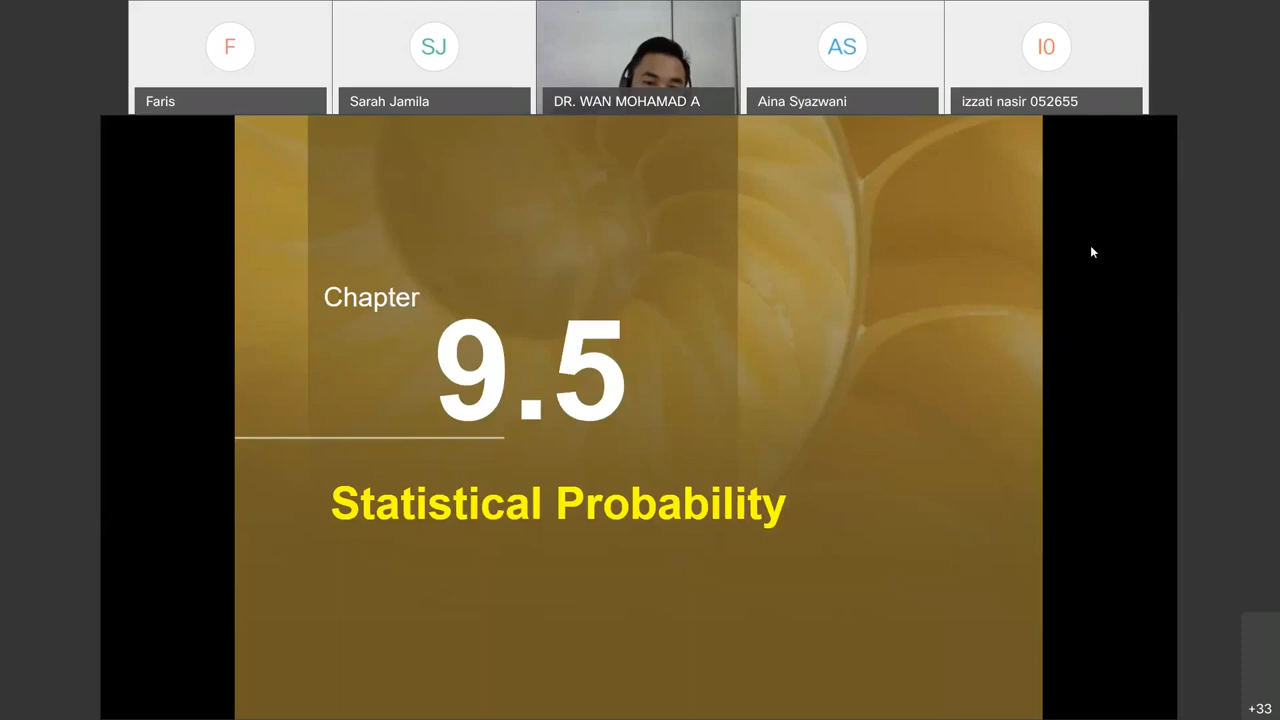 F
SJ
AS
I0
Faris
Sarah Jamila
DR. WAN MOHAMAD A
Aina Syazwani
izzati nasir 052655
Chapter
9.5
Statistical Probability
+33